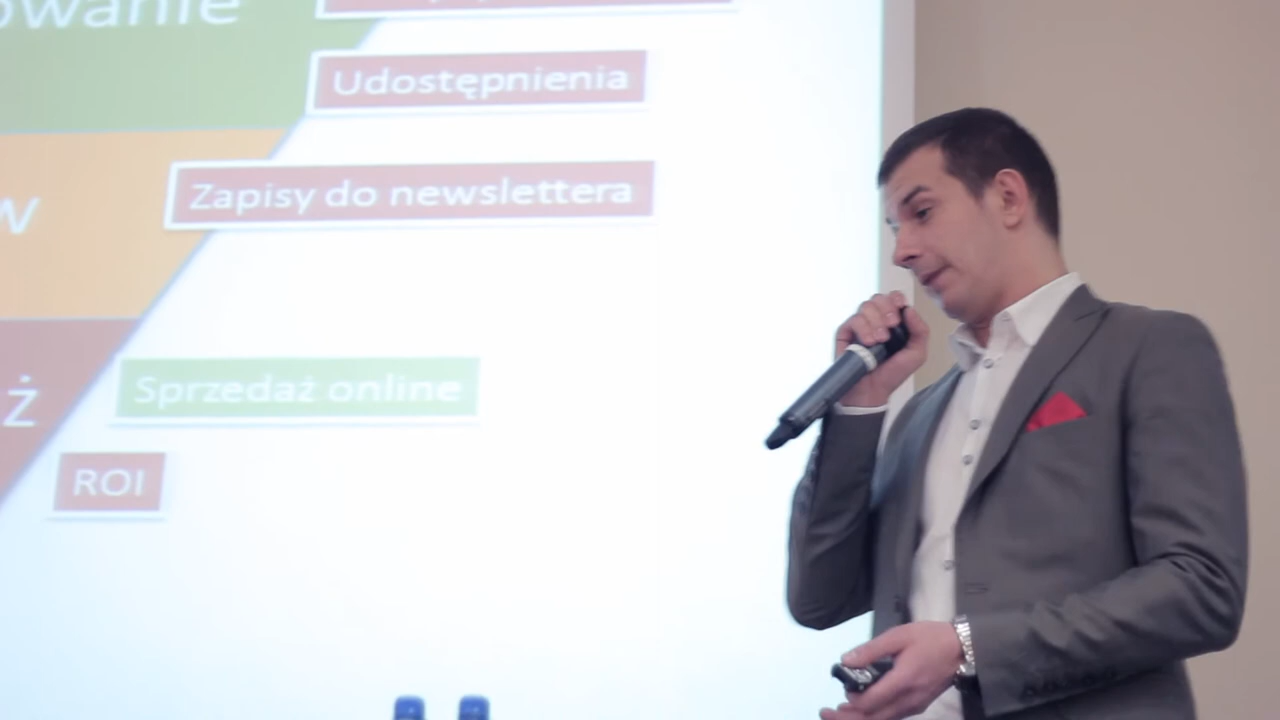 Udostępnienia
Zapisy do newslettera
Sprzedaż online
ROI